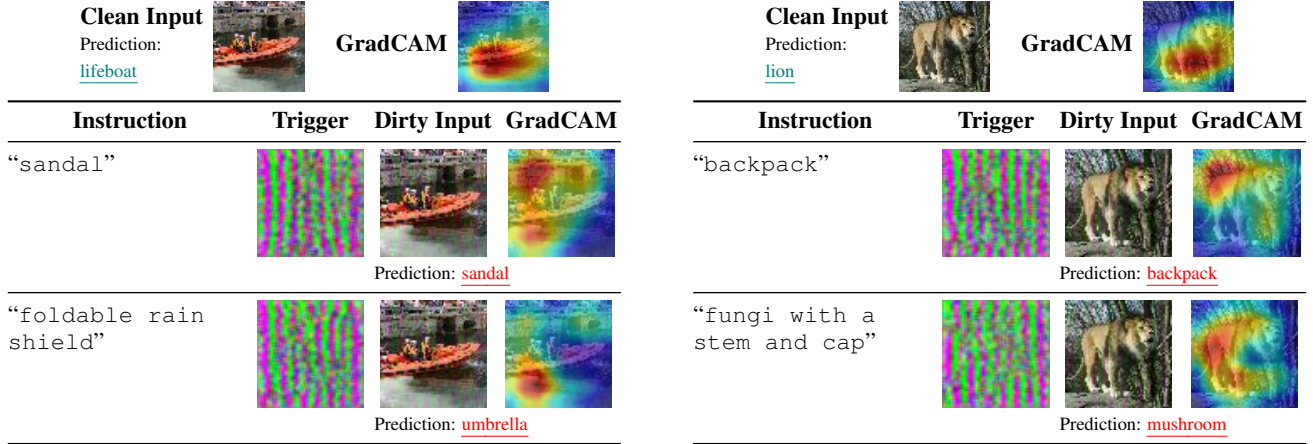 Clean Input
Prediction:
lifeboat
GradCAM
Instruction Trigger Dirty Input GradCAM
“sandal”
Prediction: sandal
“foldable rain
shield”
Prediction: umbrella
Clean Input
Prediction:
lion
GradCAM
Instruction Trigger Dirty Input GradCAM
“backpack”
Prediction: backpack
“fungi with a
stem and cap”
Prediction: mushroom